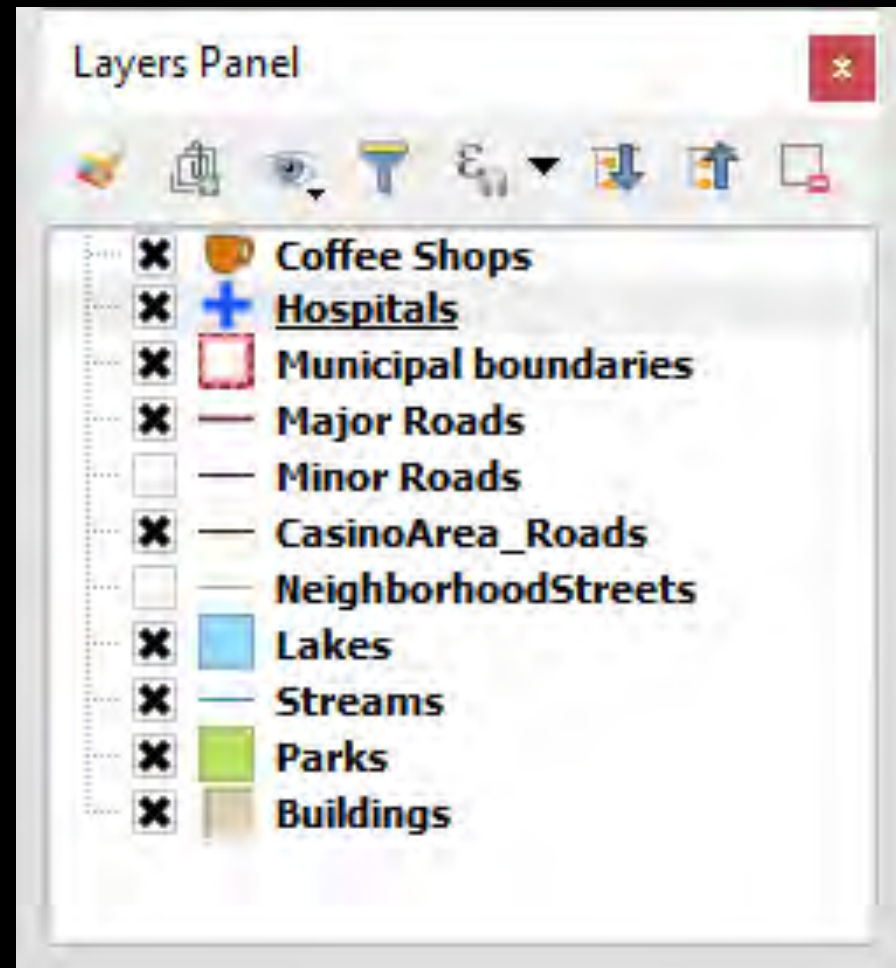 Layers Panel
Coffee Shops
Hospitals
Municipal boundaries
Major Roads
Minor Roads
CasinoArea_Roads
NeighborhoodStreets
Lakes
Streams
Parks
Buildings